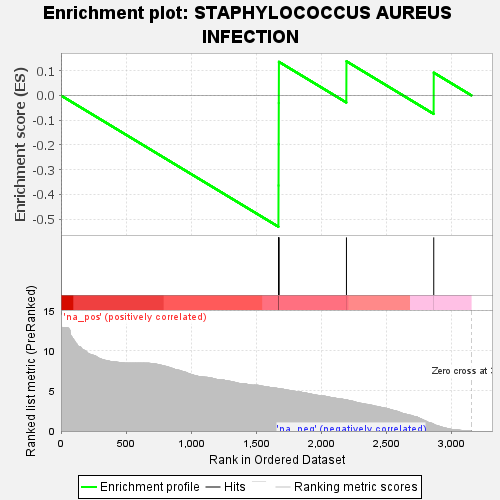 Enrichment plot: STAPHYLOCOCCUS AUREUS
INFECTION
Enrichment score (ES)
0.1
0.0
-0.1
-0.2
-0.3
-0.4
-0.5
'na_pos' (positively correlated)
Ranked list metric (PreRanked)
15
10
5
0
Zero cross at 3
'na_neg' (negatively correlated)
0
500
1,000
1,500
2,000
2,500
3,000
Rank in Ordered Dataset
Enrichment profile
Hits
Ranking metric scores